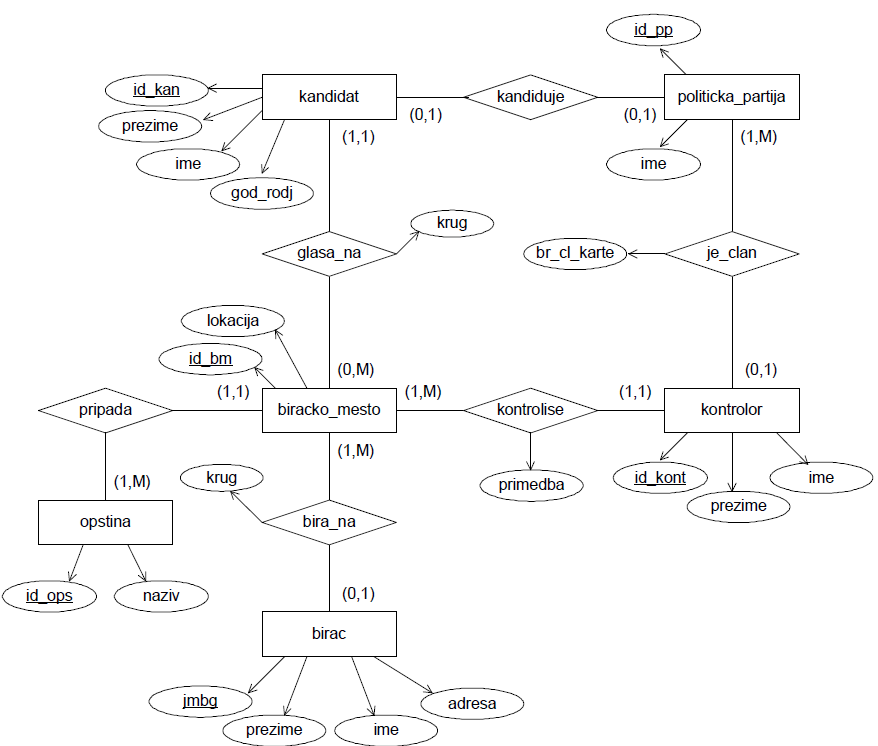 id_pp
id_kan
kandidat
kandiduje
politicka_partija
(0,1)
(0,1)
prezime
(1,1)
(1,M)
ime
ime
god_rodj
krug
glasa_na
br_cl_karte
je_clan
lokacija
id_bm
(0,M)
(0,1)
(1,1)
(1,M)
(1,1)
pripada
biracko_mesto
kontrolise
kontrolor
(1,M)
krug
(1,M)
id_kont
ime
primedba
prezime
opstina
bira_na
id_ops
naziv
(0,1)
birac
jmbg
adresa
prezime
ime